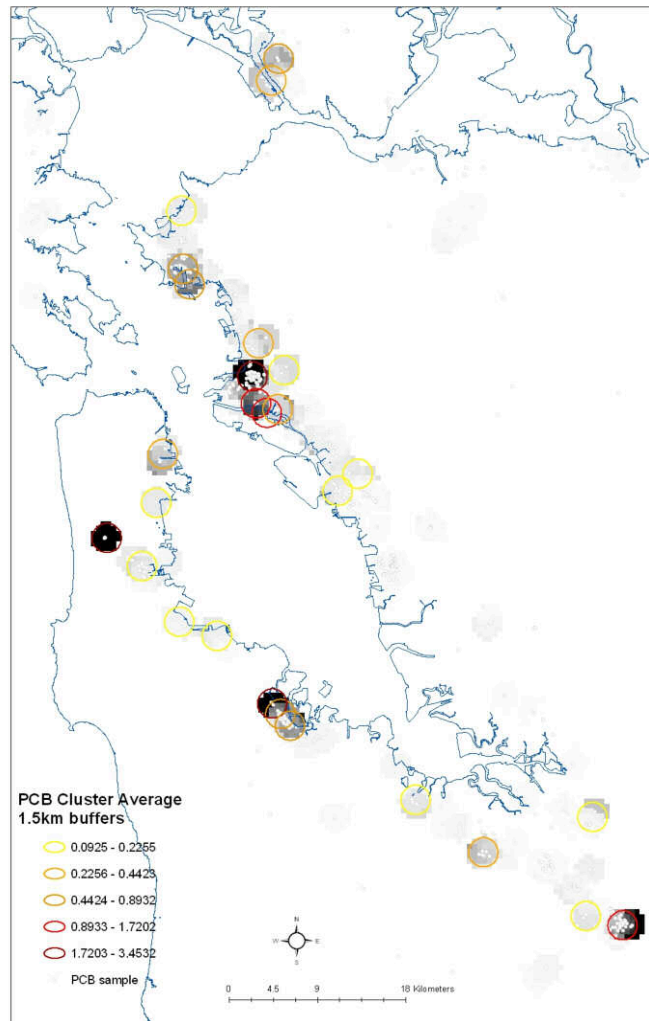 PCB Cluster Average
1.5km buffers
0.0925 - 0.2255
0.2256 - 0.4423
0.4424 - 0.8932
0.8933 - 1.7202
1.7203 - 3.4532
PCB sample
N
W E
S
0 4.5 9 18 Kilometers